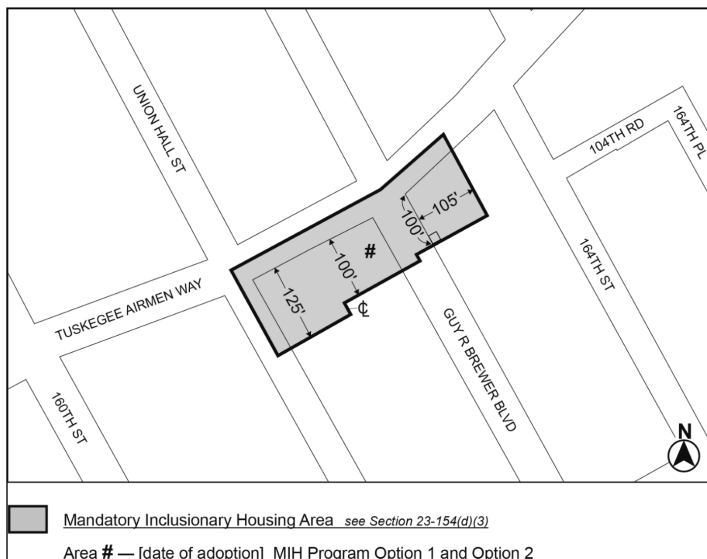 UNION HALL ST
104TH RD
164TH PL
105'
100'
#
100'
125'
164TH ST
TUSKEGEE AIRMEN WAY
℄
GUY R BREWER BLVD
160TH ST
N
Mandatory Inclusionary Housing Area see Section 23-154(d)(3)
Area # — [date of adoption] MIH Program Option 1 and Option 2